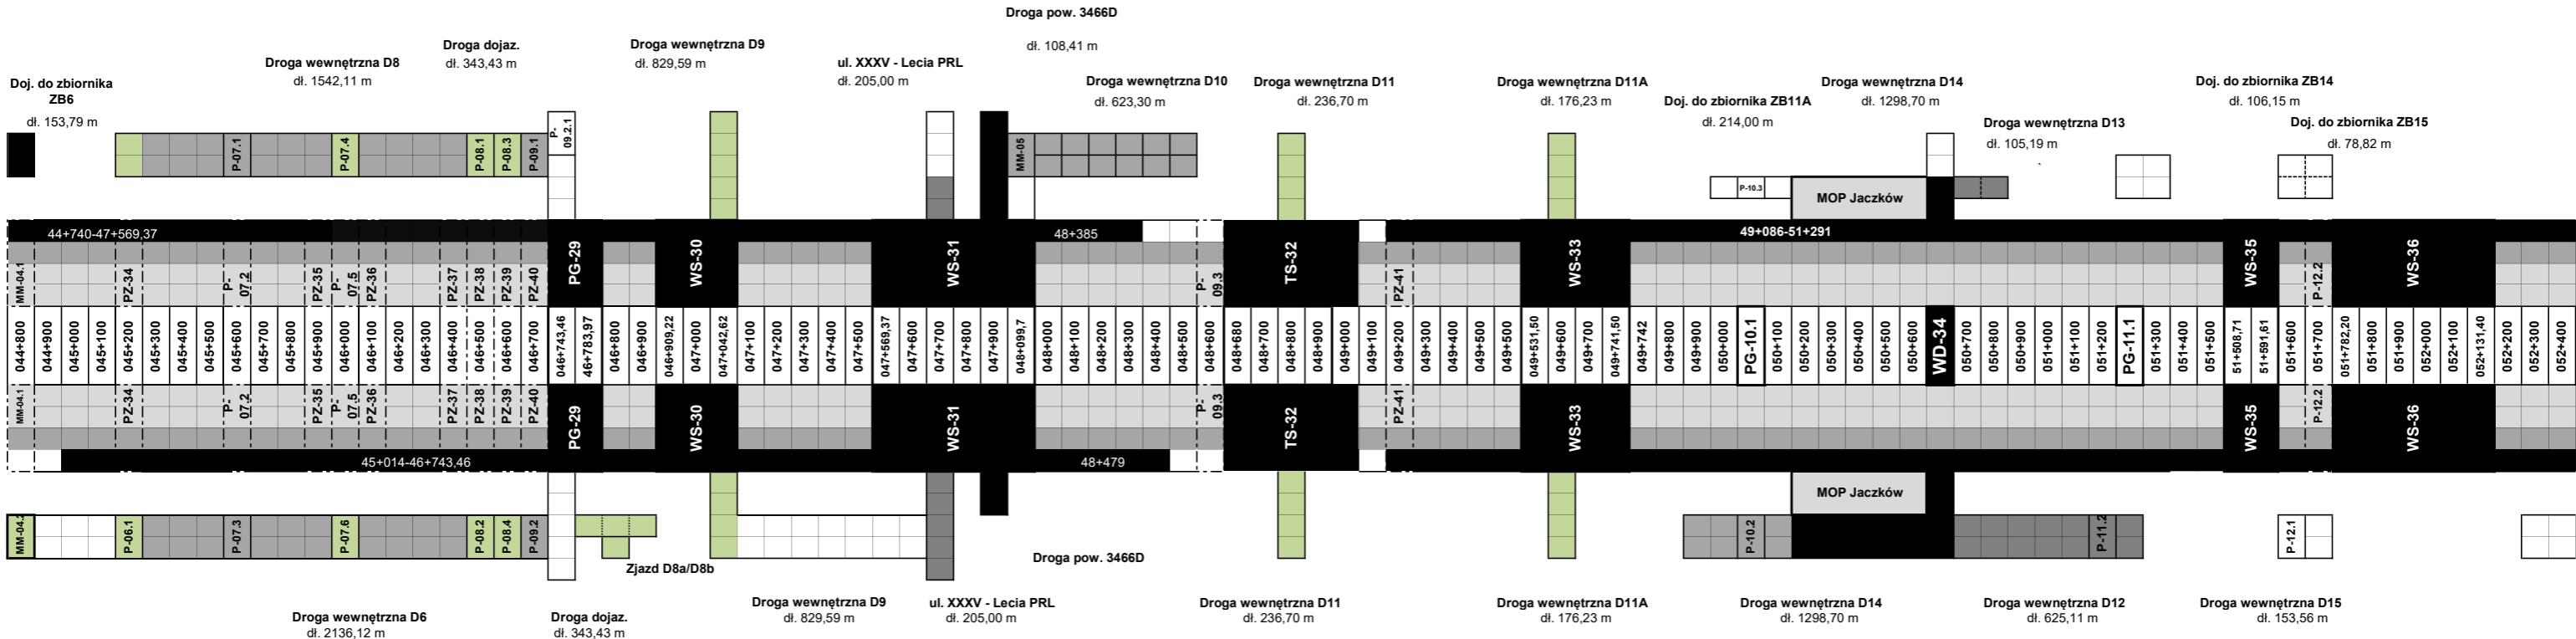 Droga pow. 3466D
dł. 108,41 m
Droga dojaz.
dł. 343,43 m
Droga wewnętrzna D9
dł. 829,59 m
Droga wewnętrzna D8
dł. 1542,11 m
ul. XXXV - Lecia PRL
dł. 205,00 m
Doj. do zbiornika
ZB6
dł. 153,79 m
Droga wewnętrzna D10
dł. 623,30 m
Droga wewnętrzna D11
dł. 236,70 m
Droga wewnętrzna D11A
dł. 176,23 m
Doj. do zbiornika ZB11A
dł. 214,00 m
Droga wewnętrzna D14
dł. 1298,70 m
Droga wewnętrzna D13
dł. 105,19 m
Doj. do zbiornika ZB14
dł. 106,15 m
Doj. do zbiornika ZB15
dł. 78,82 m
P-07.1
P-07.4
P-08.1
P-08.3
P-09.1
P-
09.2.1
MM-05
P-10.3
MOP Jaczków
44+740-47+569,37
48+385
49+086-51+291
MM-04.1
PZ-34
P-
07.2
PZ-35
P-
07.5
PZ-36
PZ-37
PZ-38
PZ-39
PZ-40
PG-29
WS-30
WS-31
P-
09.3
TS-32
PZ-41
WS-33
WS-35
P-12.2
WS-36
044+800
044+900
045+000
045+100
045+200
045+300
045+400
045+500
045+600
045+700
045+800
045+900
046+000
046+100
046+200
046+300
046+400
046+500
046+600
046+700
046+743,46
46+783,97
046+800
046+900
046+909,22
047+000
047+042,62
047+100
047+200
047+300
047+400
047+500
047+569,37
047+600
047+700
047+800
047+900
048+099,7
048+000
048+100
048+200
048+300
048+400
048+500
048+600
048+680
048+700
048+800
048+900
049+000
049+100
049+200
049+300
049+400
049+500
049+531,50
049+600
049+700
049+741,50
049+742
049+800
049+900
050+000
PG-10.1
050+100
050+200
050+300
050+400
050+500
050+600
WD-34
050+700
050+800
050+900
051+000
051+100
051+200
PG-11.1
051+300
051+400
051+500
51+508,71
51+591,61
051+600
051+700
051+782,20
051+800
051+900
052+000
052+100
052+131,40
052+200
052+300
052+400
MM-04.1
PZ-34
P-
07.2
PZ-35
P-
07.5
PZ-36
PZ-37
PZ-38
PZ-39
PZ-40
PG-29
WS-30
WS-31
P-
09.3
TS-32
PZ-41
WS-33
WS-35
P-12.2
WS-36
45+014-46+743,46
48+479
MOP Jaczków
MM-04.2
P-06.1
P-07.3
P-07.6
P-08.2
P-08.4
P-09.2
P-10.2
P-11.2
P-12.1
Zjazd D8a/D8b
Droga pow. 3466D
Droga wewnętrzna D6
dł. 2136,12 m
Droga dojaz.
dł. 343,43 m
Droga wewnętrzna D9
dł. 829,59 m
ul. XXXV - Lecia PRL
dł. 205,00 m
Droga wewnętrzna D11
dł. 236,70 m
Droga wewnętrzna D11A
dł. 176,23 m
Droga wewnętrzna D14
dł. 1298,70 m
Droga wewnętrzna D12
dł. 625,11 m
Droga wewnętrzna D15
dł. 153,56 m